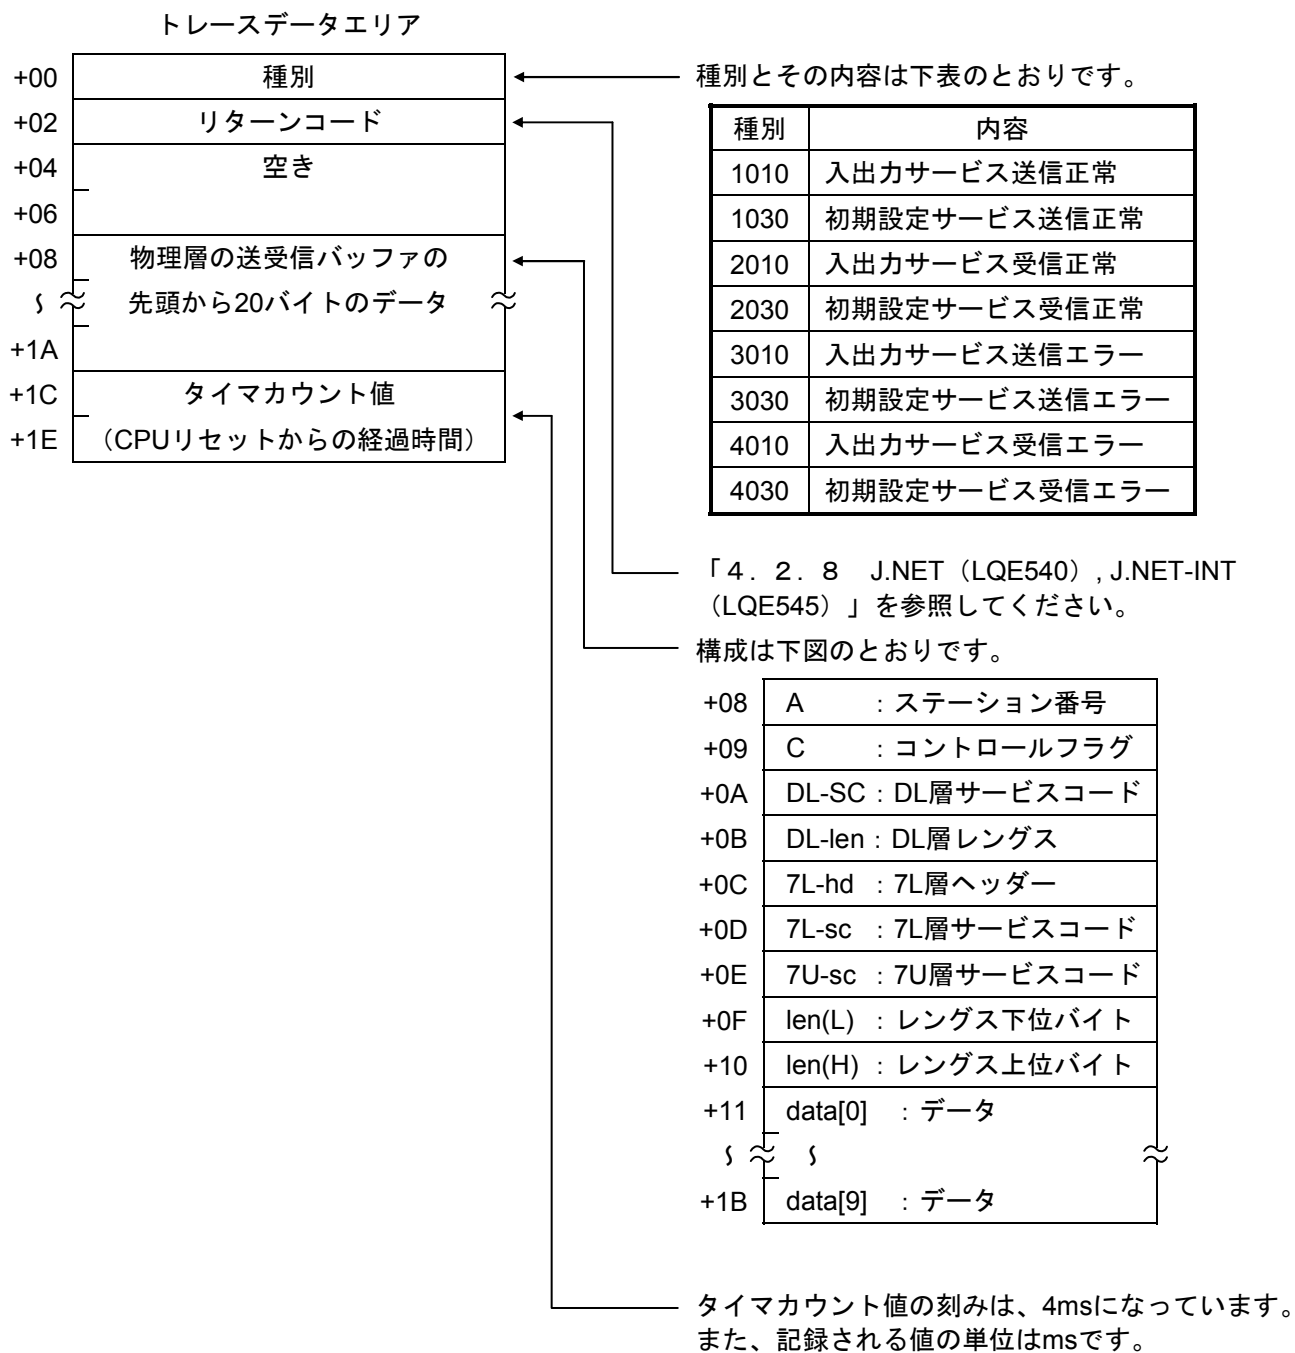 トレースデータエリア
+00 種別
+02 リターンコード
+04 空き
+06
+08 物理層の送受信バッファの
〜 先頭から20バイトのデータ
+1A
+1C タイマカウント値
+1E （CPUリセットからの経過時間）
種別とその内容は下表のとおりです。
種別 内容
1010 入出力サービス送信正常
1030 初期設定サービス送信正常
2010 入出力サービス受信正常
2030 初期設定サービス受信正常
3010 入出力サービス送信エラー
3030 初期設定サービス送信エラー
4010 入出力サービス受信エラー
4030 初期設定サービス受信エラー
「４．２．８　J.NET（LQE540）, J.NET-INT
（LQE545）」を参照してください。
構成は下図のとおりです。
+08 A ：ステーション番号
+09 C ：コントロールフラグ
+0A DL-SC：DL層サービスコード
+0B DL-len：DL層レングス
+0C 7L-hd ：7L層ヘッダー
+0D 7L-sc ：7L層サービスコード
+0E 7U-sc ：7U層サービスコード
+0F len(L) ：レングス下位バイト
+10 len(H) ：レングス上位バイト
+11 data[0] ：データ
〜 〜
+1B data[9] ：データ
タイマカウント値の刻みは、4msになっています。
また、記録される値の単位はmsです。